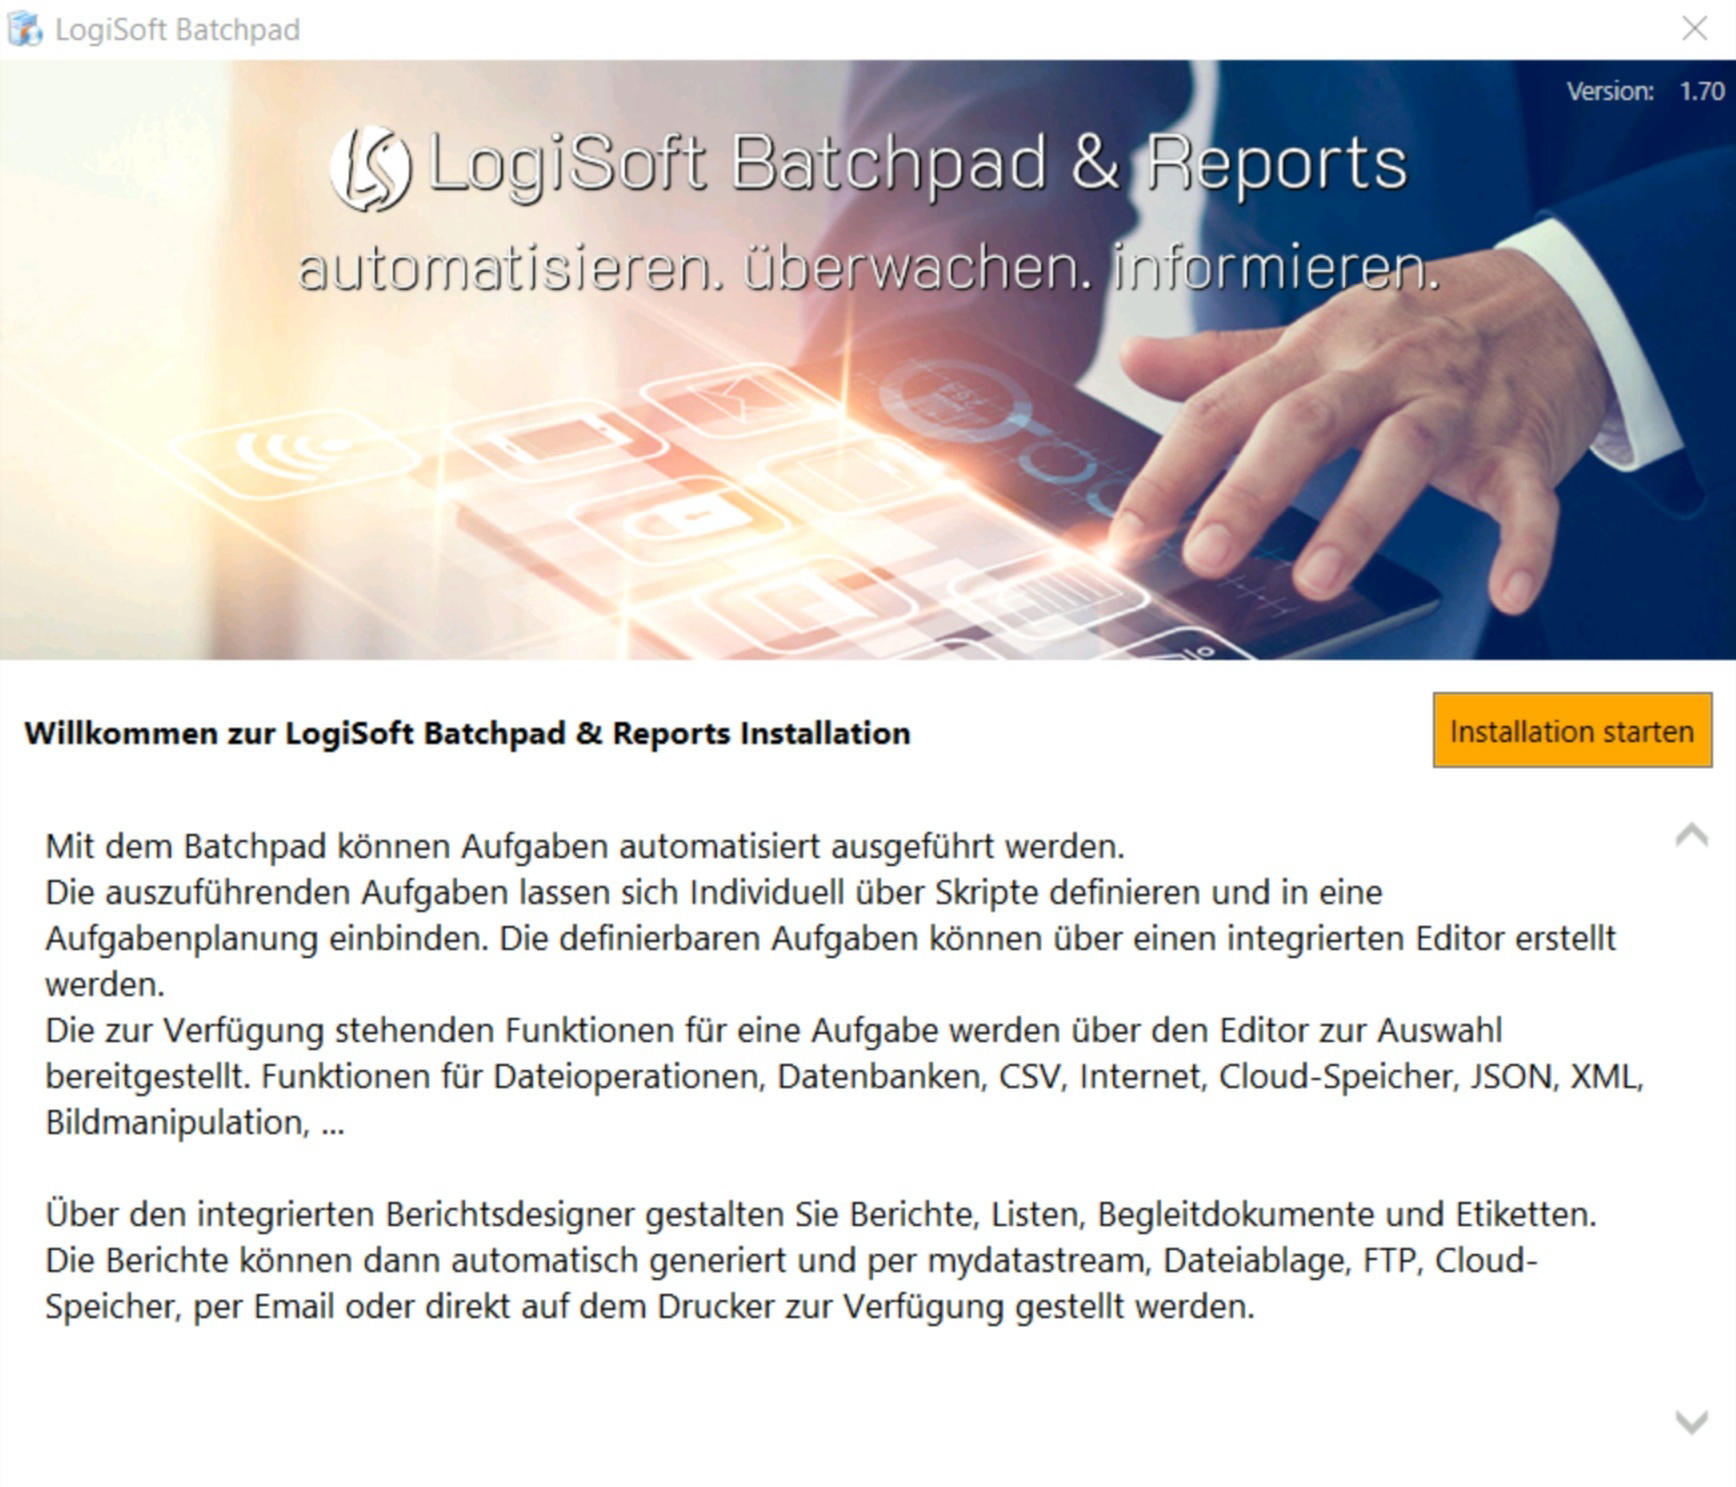 LogiSoft Batchpad
Version: 1.70
LS LogiSoft Batchpad & Reports
automatisieren. überwachen. informieren.
Willkommen zur LogiSoft Batchpad & Reports Installation
Installation starten
Mit dem Batchpad können Aufgaben automatisiert ausgeführt werden.
Die auszuführenden Aufgaben lassen sich Individuell über Skripte definieren und in eine
Aufgabenplanung einbinden. Die definierbaren Aufgaben können über einen integrierten Editor erstellt
werden.
Die zur Verfügung stehenden Funktionen für eine Aufgabe werden über den Editor zur Auswahl
bereitgestellt. Funktionen für Dateioperationen, Datenbanken, CSV, Internet, Cloud-Speicher, JSON, XML,
Bildmanipulation, ...
Über den integrierten Berichtsdesigner gestalten Sie Berichte, Listen, Begleitdokumente und Etiketten.
Die Berichte können dann automatisch generiert und per mydatastream, Dateiablage, FTP, Cloud-
Speicher, per Email oder direkt auf dem Drucker zur Verfügung gestellt werden.